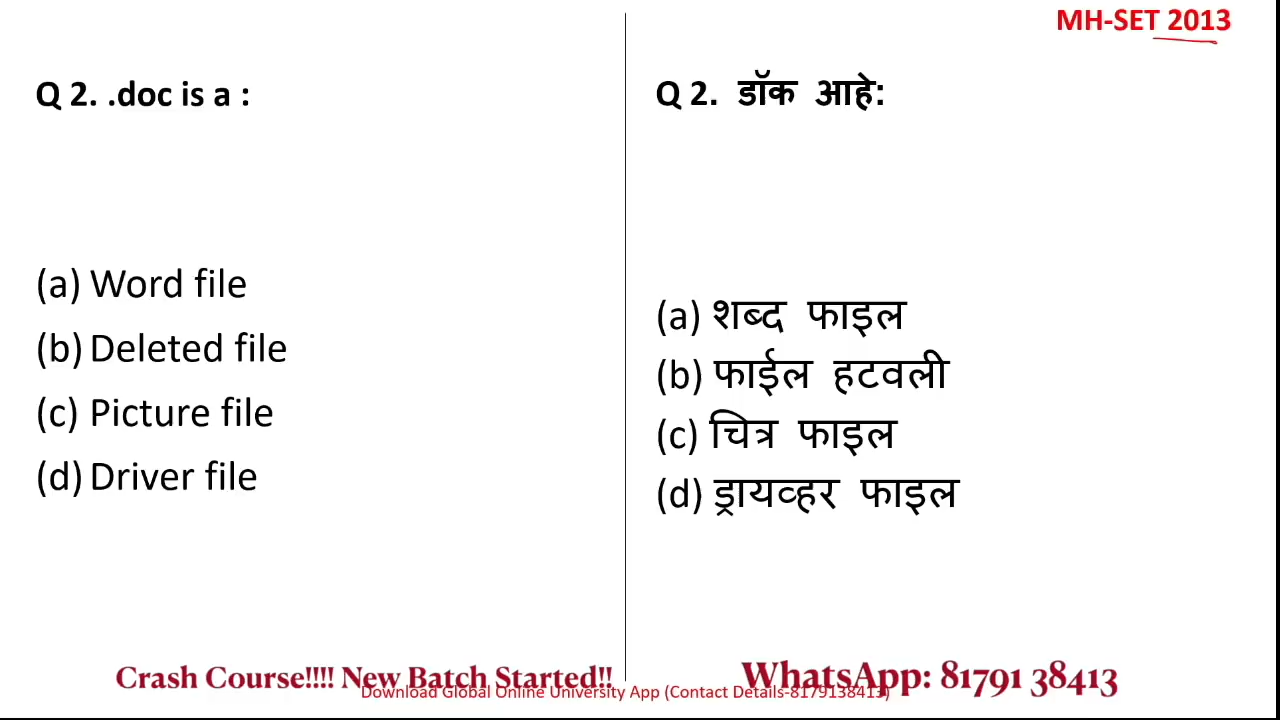 MH-SET 2013
Q 2. .doc is a :
(a) Word file
(b) Deleted file
(c) Picture file
(d) Driver file
Q 2. डॉक आहे:
(a) शब्द फाइल
(b) फाईल हटवली
(c) चित्र फाइल
(d) ड्रायव्हर फाइल
Crash Course!!!! New Batch Started!!
WhatsApp: 81791 38413
Download Global Online University App (Contact Details-8179138413)